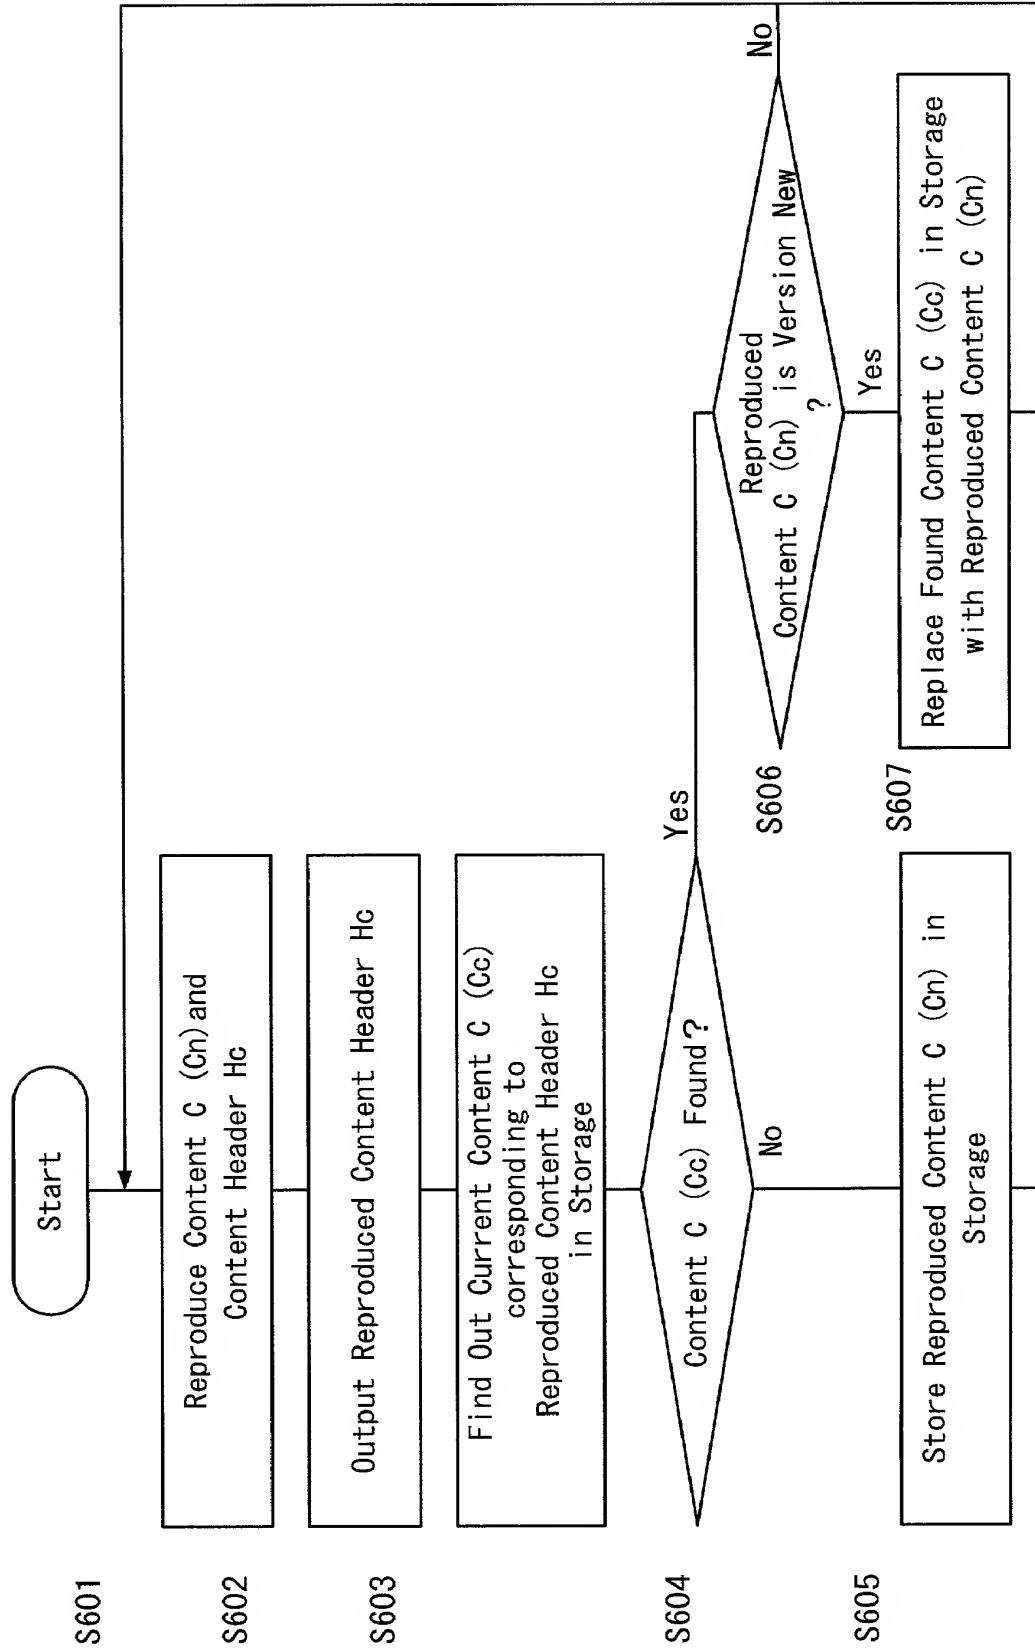 Start
S601
Reproduce Content C (Cn)and
Content Header Hc
S602
Output Reproduced Content Header Hc
S603
Find Out Current Content C (Cc)
corresponding to
Reproduced Content Header Hc
in Storage
Content C (Cc) Found?
S604
Yes
No
Store Reproduced Content C (Cn) in
Storage
S605
Reproduced
Content C (Cn) is Version New
?
S606
No
Yes
Replace Found Content C (Cc) in Storage
with Reproduced Content C (Cn)
S607